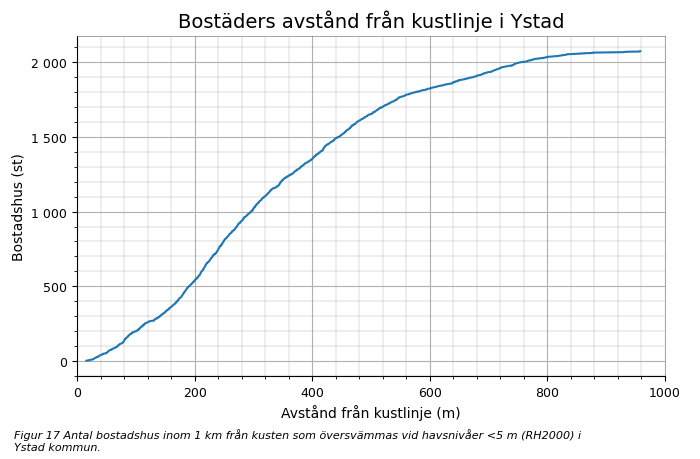 Bostäders avstånd från kustlinje i Ystad
2 000
1 500
1 000
500
0
Bostadshus (st)
0 200 400 600 800 1000
Avstånd från kustlinje (m)
Figur 17 Antal bostadshus inom 1 km från kusten som översvämmas vid havsnivåer <5 m (RH2000) i
Ystad kommun.